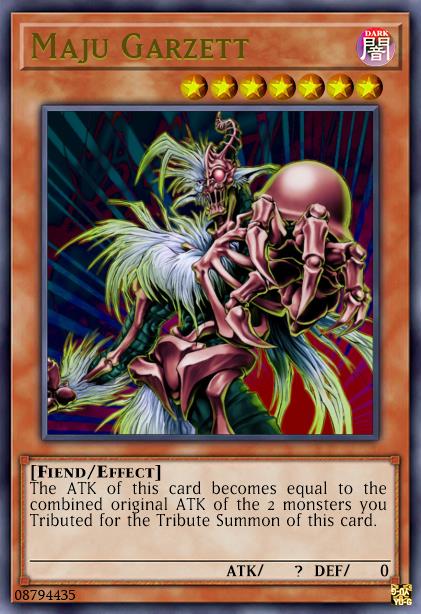 MAJU GARZETT
DARK
闇
[FIEND/EFFECT]
The ATK of this card becomes equal to the
combined original ATK of the 2 monsters you
Tributed for the Tribute Summon of this card.
ATK/ ? DEF/ 0
08794435